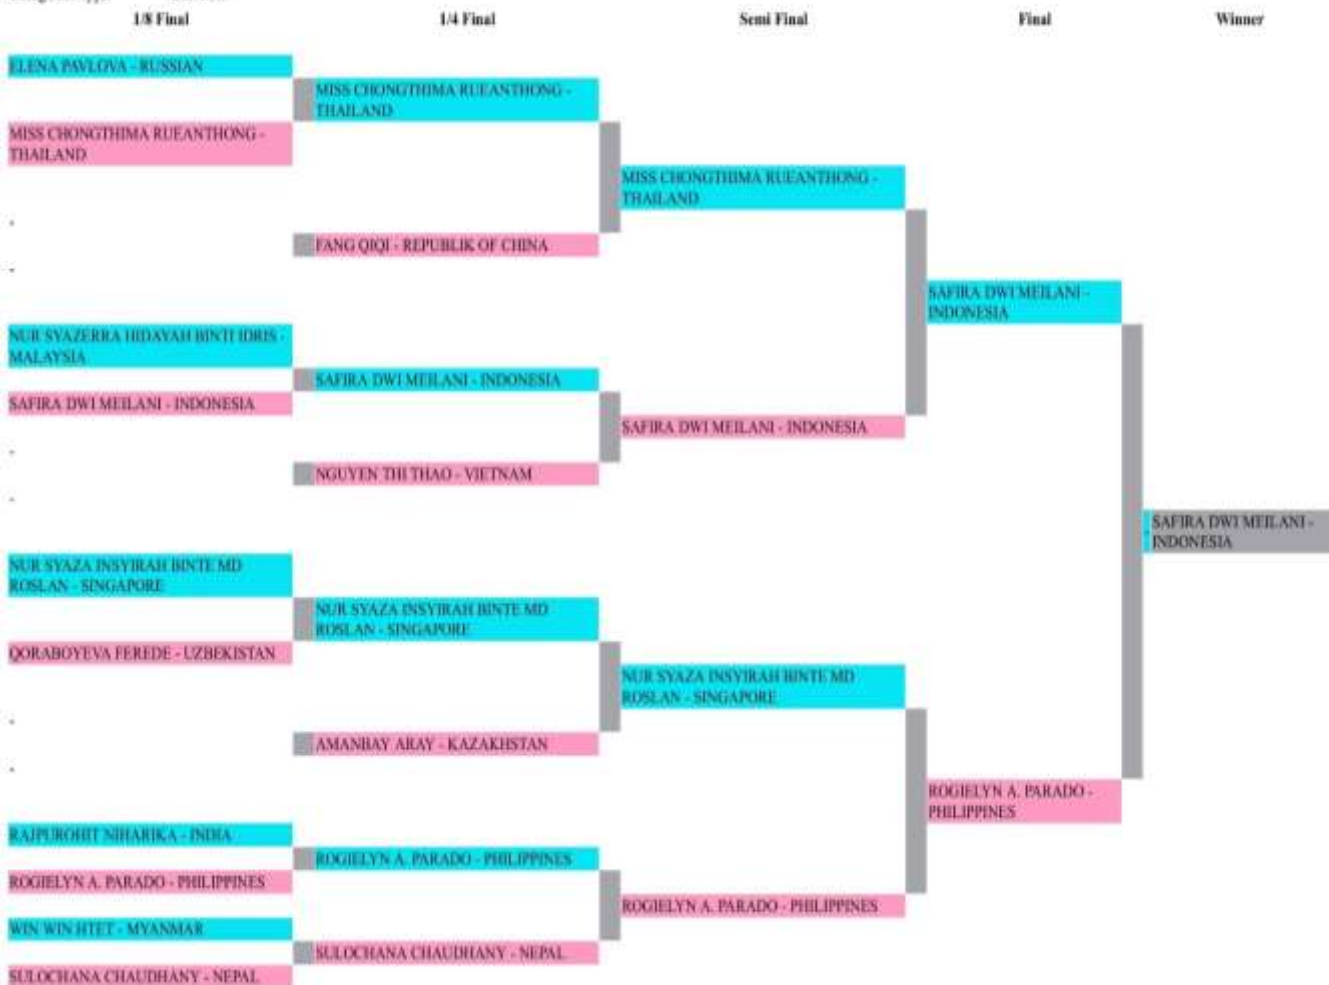 1/8 Final
1/4 Final
Semi Final
Final
Winner
ELENA PAVLOVA - RUSSIAN
MISS CHONGTHIMA RUEANTHONG -
THAILAND
MISS CHONGTHIMA RUEANTHONG -
THAILAND
MISS CHONGTHIMA RUEANTHONG -
THAILAND
-
FANG QIQI - REPUBLIK OF CHINA
-
SAFIRA DWI MEILANI -
INDONESIA
NUR SYAZERRA HIDAYAH BINTI IDRIS -
MALAYSIA
SAFIRA DWI MEILANI - INDONESIA
SAFIRA DWI MEILANI - INDONESIA
SAFIRA DWI MEILANI - INDONESIA
-
NGUYEN THI THAO - VIETNAM
-
SAFIRA DWI MEILANI -
INDONESIA
NUR SYAZA INSYIRAH BINTE MD
ROSLAN - SINGAPORE
NUR SYAZA INSYIRAH BINTE MD
ROSLAN - SINGAPORE
QORABOYEVA FEREDE - UZBEKISTAN
NUR SYAZA INSYIRAH BINTE MD
ROSLAN - SINGAPORE
-
AMANBAY ARAY - KAZAKHSTAN
-
ROGIELYN A. PARADO -
PHILIPPINES
RAJPUROHIT NIHARIKA - INDIA
ROGIELYN A. PARADO - PHILIPPINES
ROGIELYN A. PARADO - PHILIPPINES
ROGIELYN A. PARADO - PHILIPPINES
WIN WIN HTET - MYANMAR
SULOCHANA CHAUDHANY - NEPAL
SULOCHANA CHAUDHANY - NEPAL